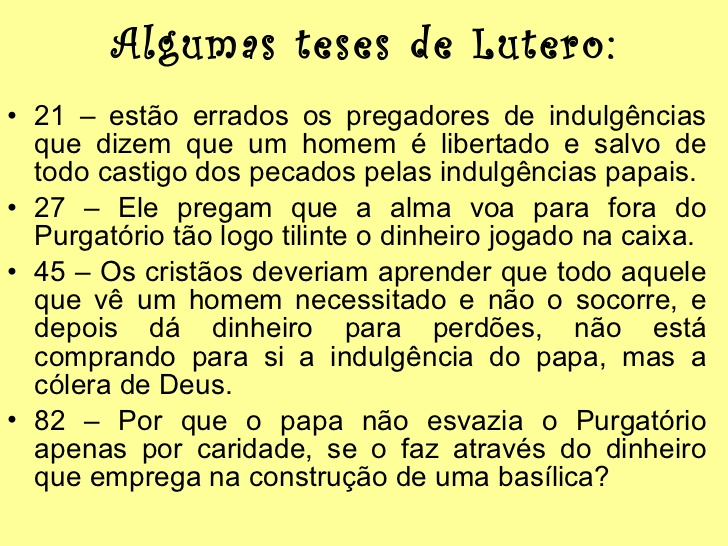 Algumas teses de Lutero:
• 21 – estão errados os pregadores de indulgências
que dizem que um homem é libertado e salvo de
todo castigo dos pecados pelas indulgências papais.
• 27 – Ele pregam que a alma voa para fora do
Purgatório tão logo tilinte o dinheiro jogado na caixa.
• 45 – Os cristãos deveriam aprender que todo aquele
que vê um homem necessitado e não o socorre, e
depois dá dinheiro para perdões, não está
comprando para si a indulgência do papa, mas a
cólera de Deus.
• 82 – Por que o papa não esvazia o Purgatório
apenas por caridade, se o faz através do dinheiro
que emprega na construção de uma basílica?